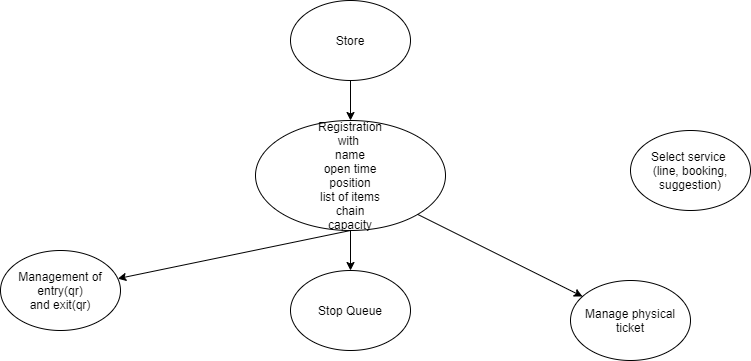 Store
Registration
with
name
open time
position
list of items
chain
capacity
Select service
(line, booking,
suggestion)
Management of
entry(qr)
and exit(qr)
Stop Queue
Manage physical
ticket